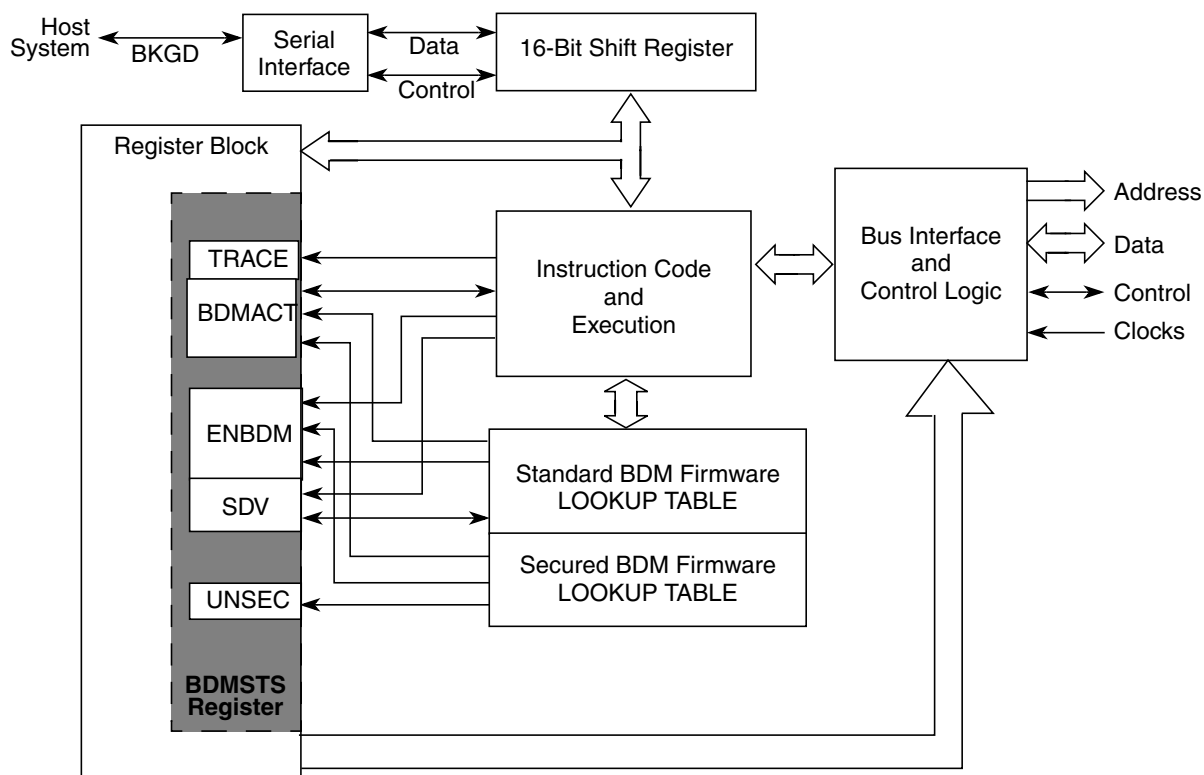 Host
System
BKGD
Serial
Interface
Data
Control
16-Bit Shift Register
Register Block
TRACE
BDMACT
ENBDM
SDV
UNSEC
BDMSTS
Register
Instruction Code
and
Execution
Standard BDM Firmware
LOOKUP TABLE
Secured BDM Firmware
LOOKUP TABLE
Bus Interface
and
Control Logic
Address
Data
Control
Clocks